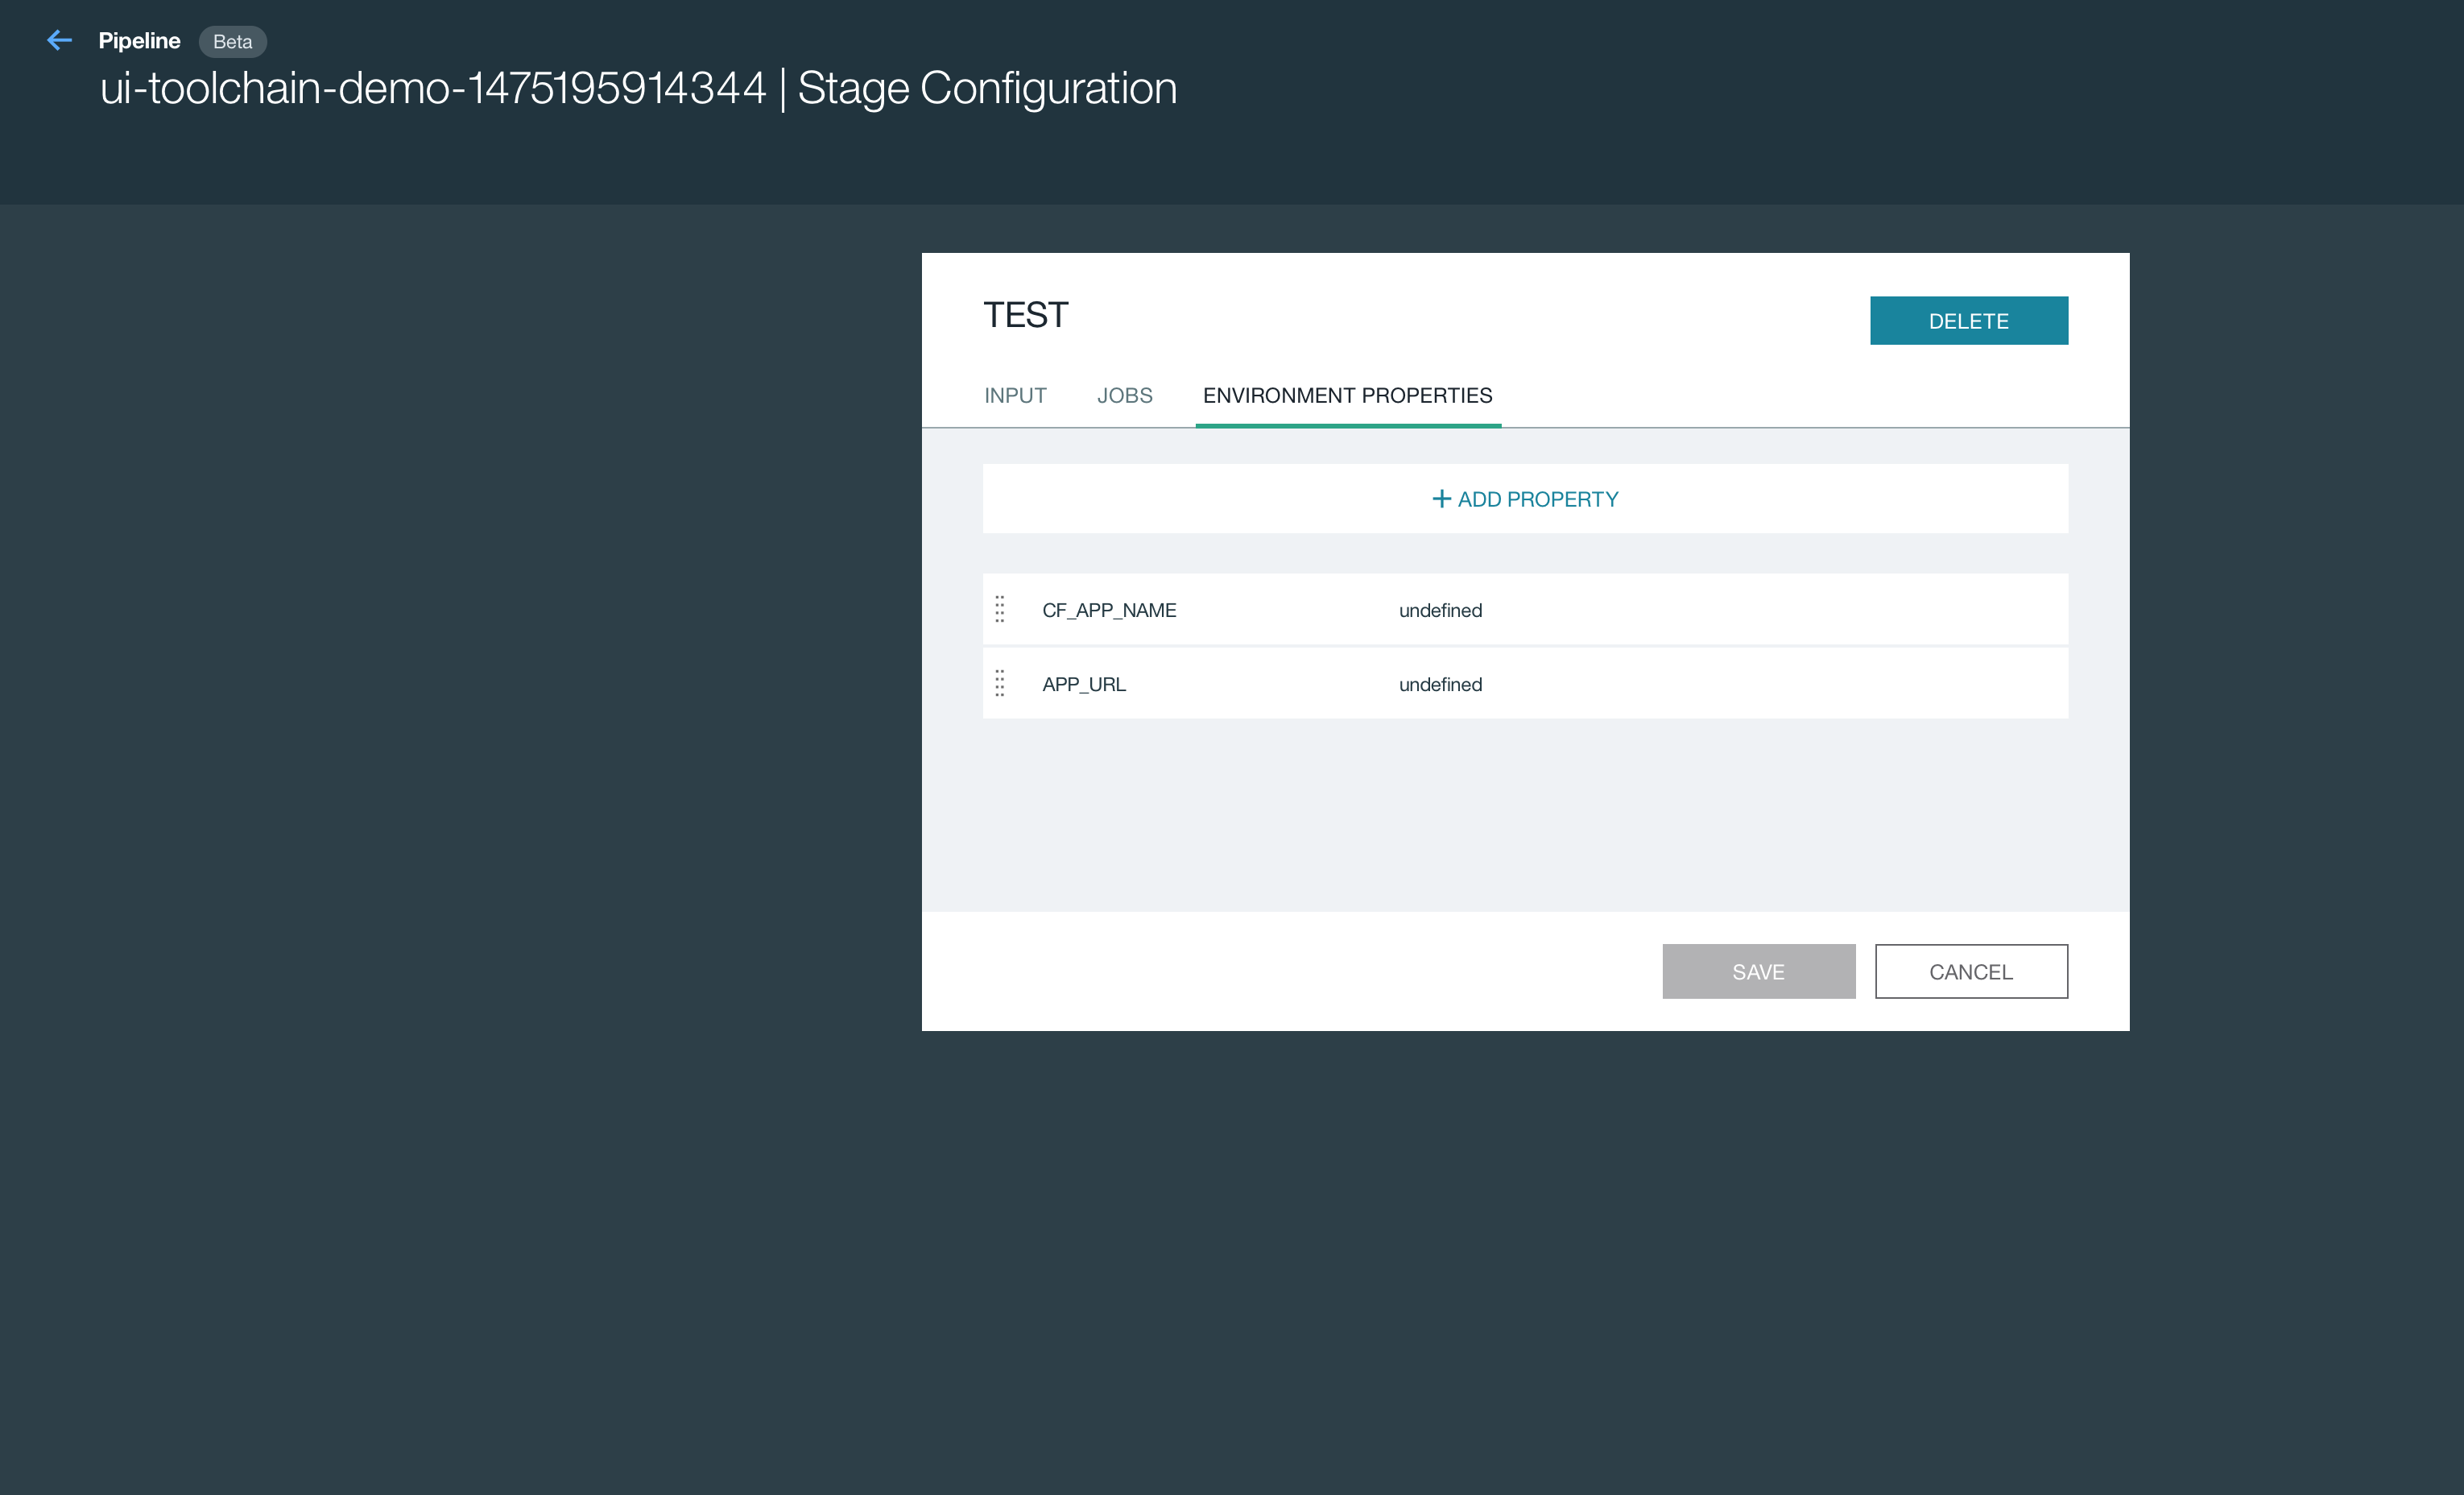 Pipeline Beta
ui-toolchain-demo-1475195914344 | Stage Configuration
TEST
DELETE
INPUT JOBS ENVIRONMENT PROPERTIES
+ ADD PROPERTY
CF_APP_NAME undefined
APP_URL undefined
SAVE CANCEL